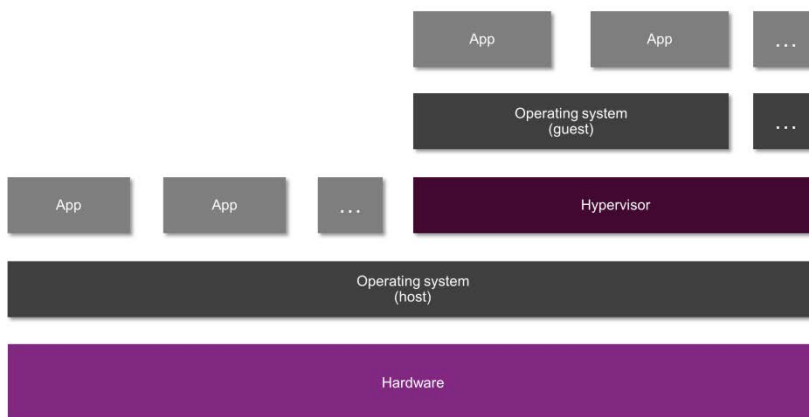 App
App
...
Operating system
(guest)
...
App
App
...
Hypervisor
Operating system
(host)
Hardware